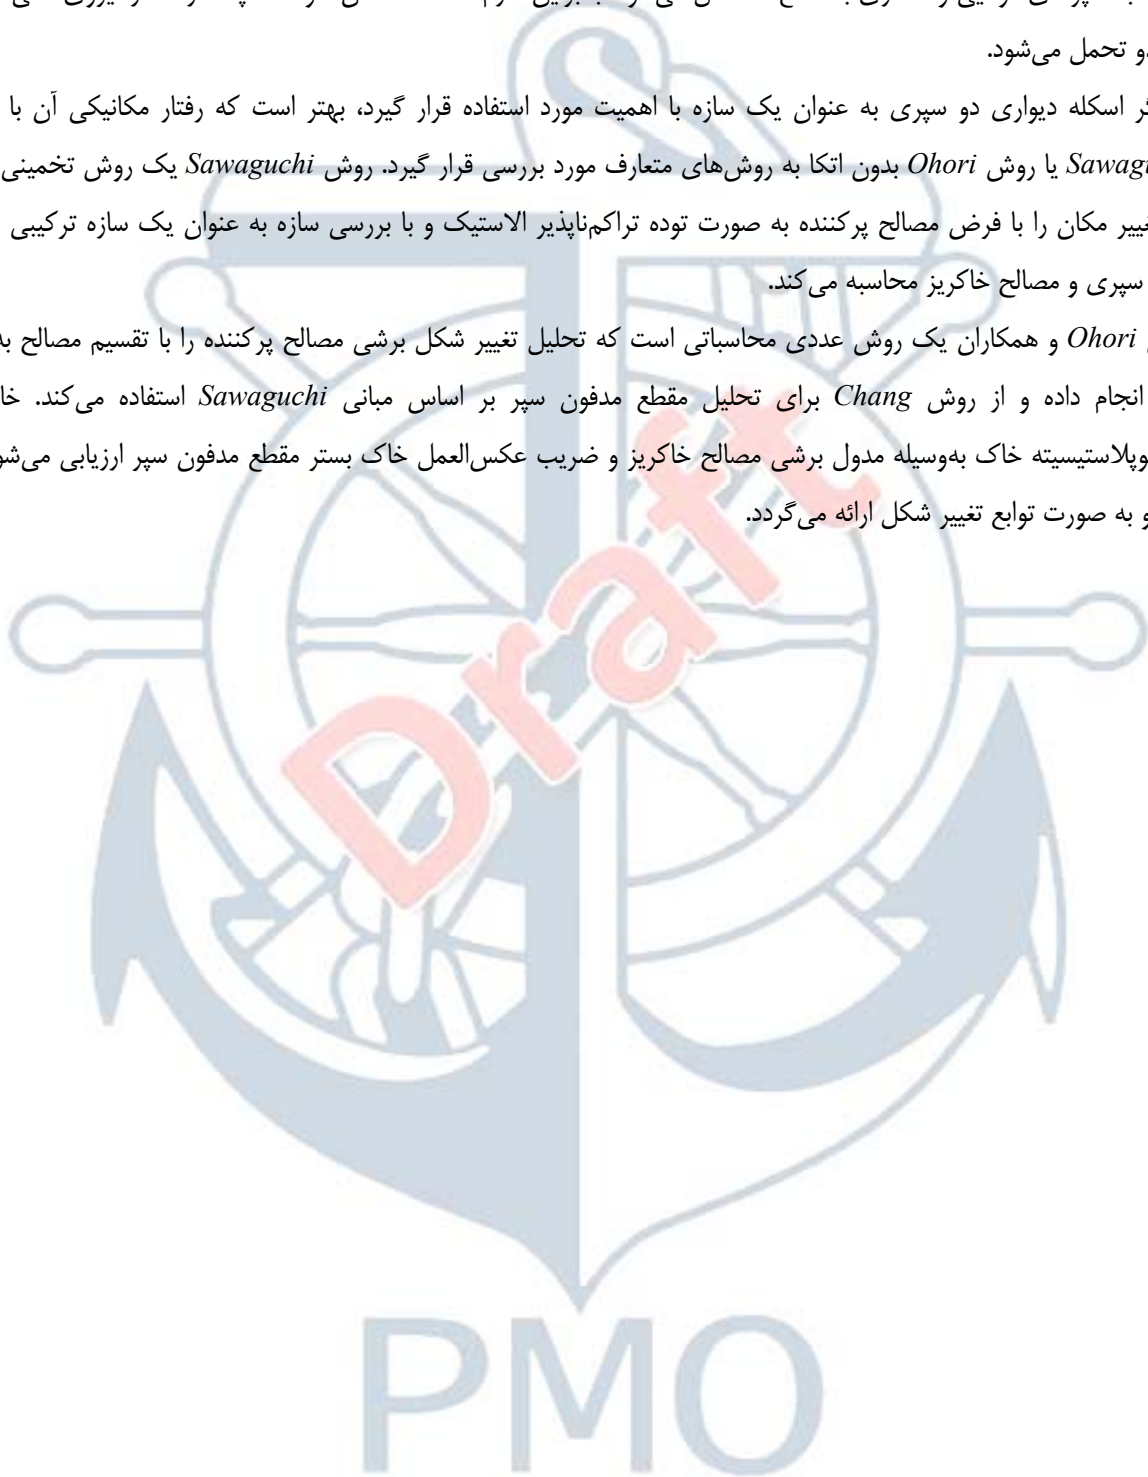 دو تحمل می‌شود.
گر اسکله دیواری دو سپری به عنوان یک سازه با اهمیت مورد استفاده قرار گیرد، بهتر است که رفتار مکانیکی آن با
یا روش Ohori بدون اتکا به روش‌های متعارف مورد بررسی قرار گیرد. روش Sawaguchi یک روش تخمینی
غییر مکان را با فرض مصالح پرکننده به صورت توده تراکم‌ناپذیر الاستیک و با بررسی سازه به عنوان یک سازه ترکیبی
سپری و مصالح خاکریز محاسبه می‌کند.
Ohori و همکاران یک روش عددی محاسباتی است که تحلیل تغییر شکل برشی مصالح پرکننده را با تقسیم مصالح به
انجام داده و از روش Chang برای تحلیل مقطع مدفون سپر بر اساس مبانی Sawaguchi استفاده می‌کند. خا
وپلاستیسیته خاک به‌وسیله مدول برشی مصالح خاکریز و ضریب عکس‌العمل خاک بستر مقطع مدفون سپر ارزیابی می‌شو
و به صورت توابع تغییر شکل ارائه می‌گردد.
Draft
PMO